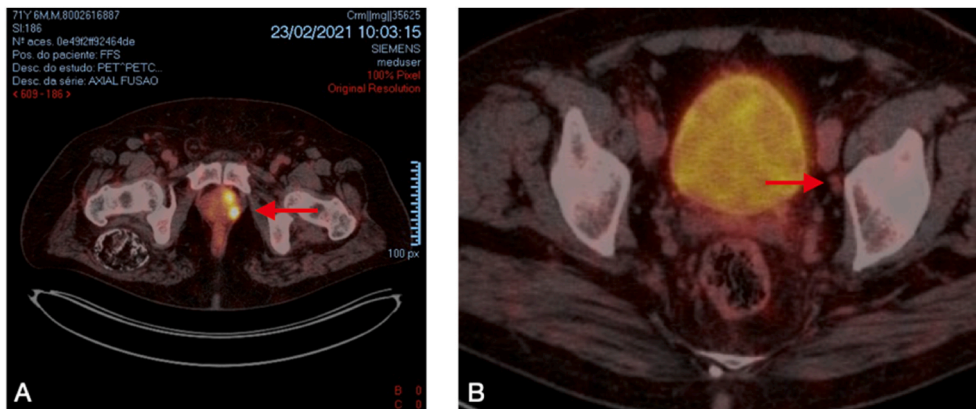 71Y 6M,M,8002616887
SI:186
Nº aces. 0e49f2ff92464de
Pos. do paciente: FFS
Desc. do estudo: PET^PETC...
Desc. da série: AXIAL FUSAO
< 609 - 186 >
Crm||mg||35625
23/02/2021 10:03:15
SIEMENS
meduser
100% Pixel
Original Resolution
100 px
A
B 0
C 0
B